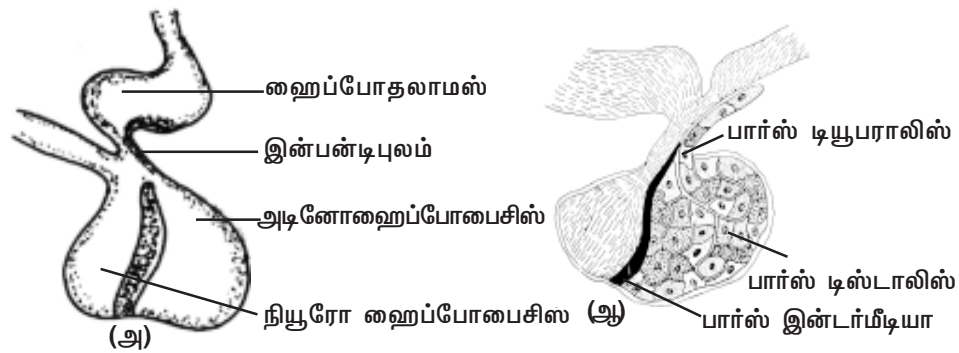 ஹைப்போதலாமஸ்
இன்பன்டிபுலம்
அடினோஹைப்போபைசிஸ்
நியூரோ ஹைப்போபைசிஸ்
(அ)
பார்ஸ் டியூபராலிஸ்
பார்ஸ் டிஸ்டாலிஸ்
பார்ஸ் இன்டர்மீடியா
(ஆ)